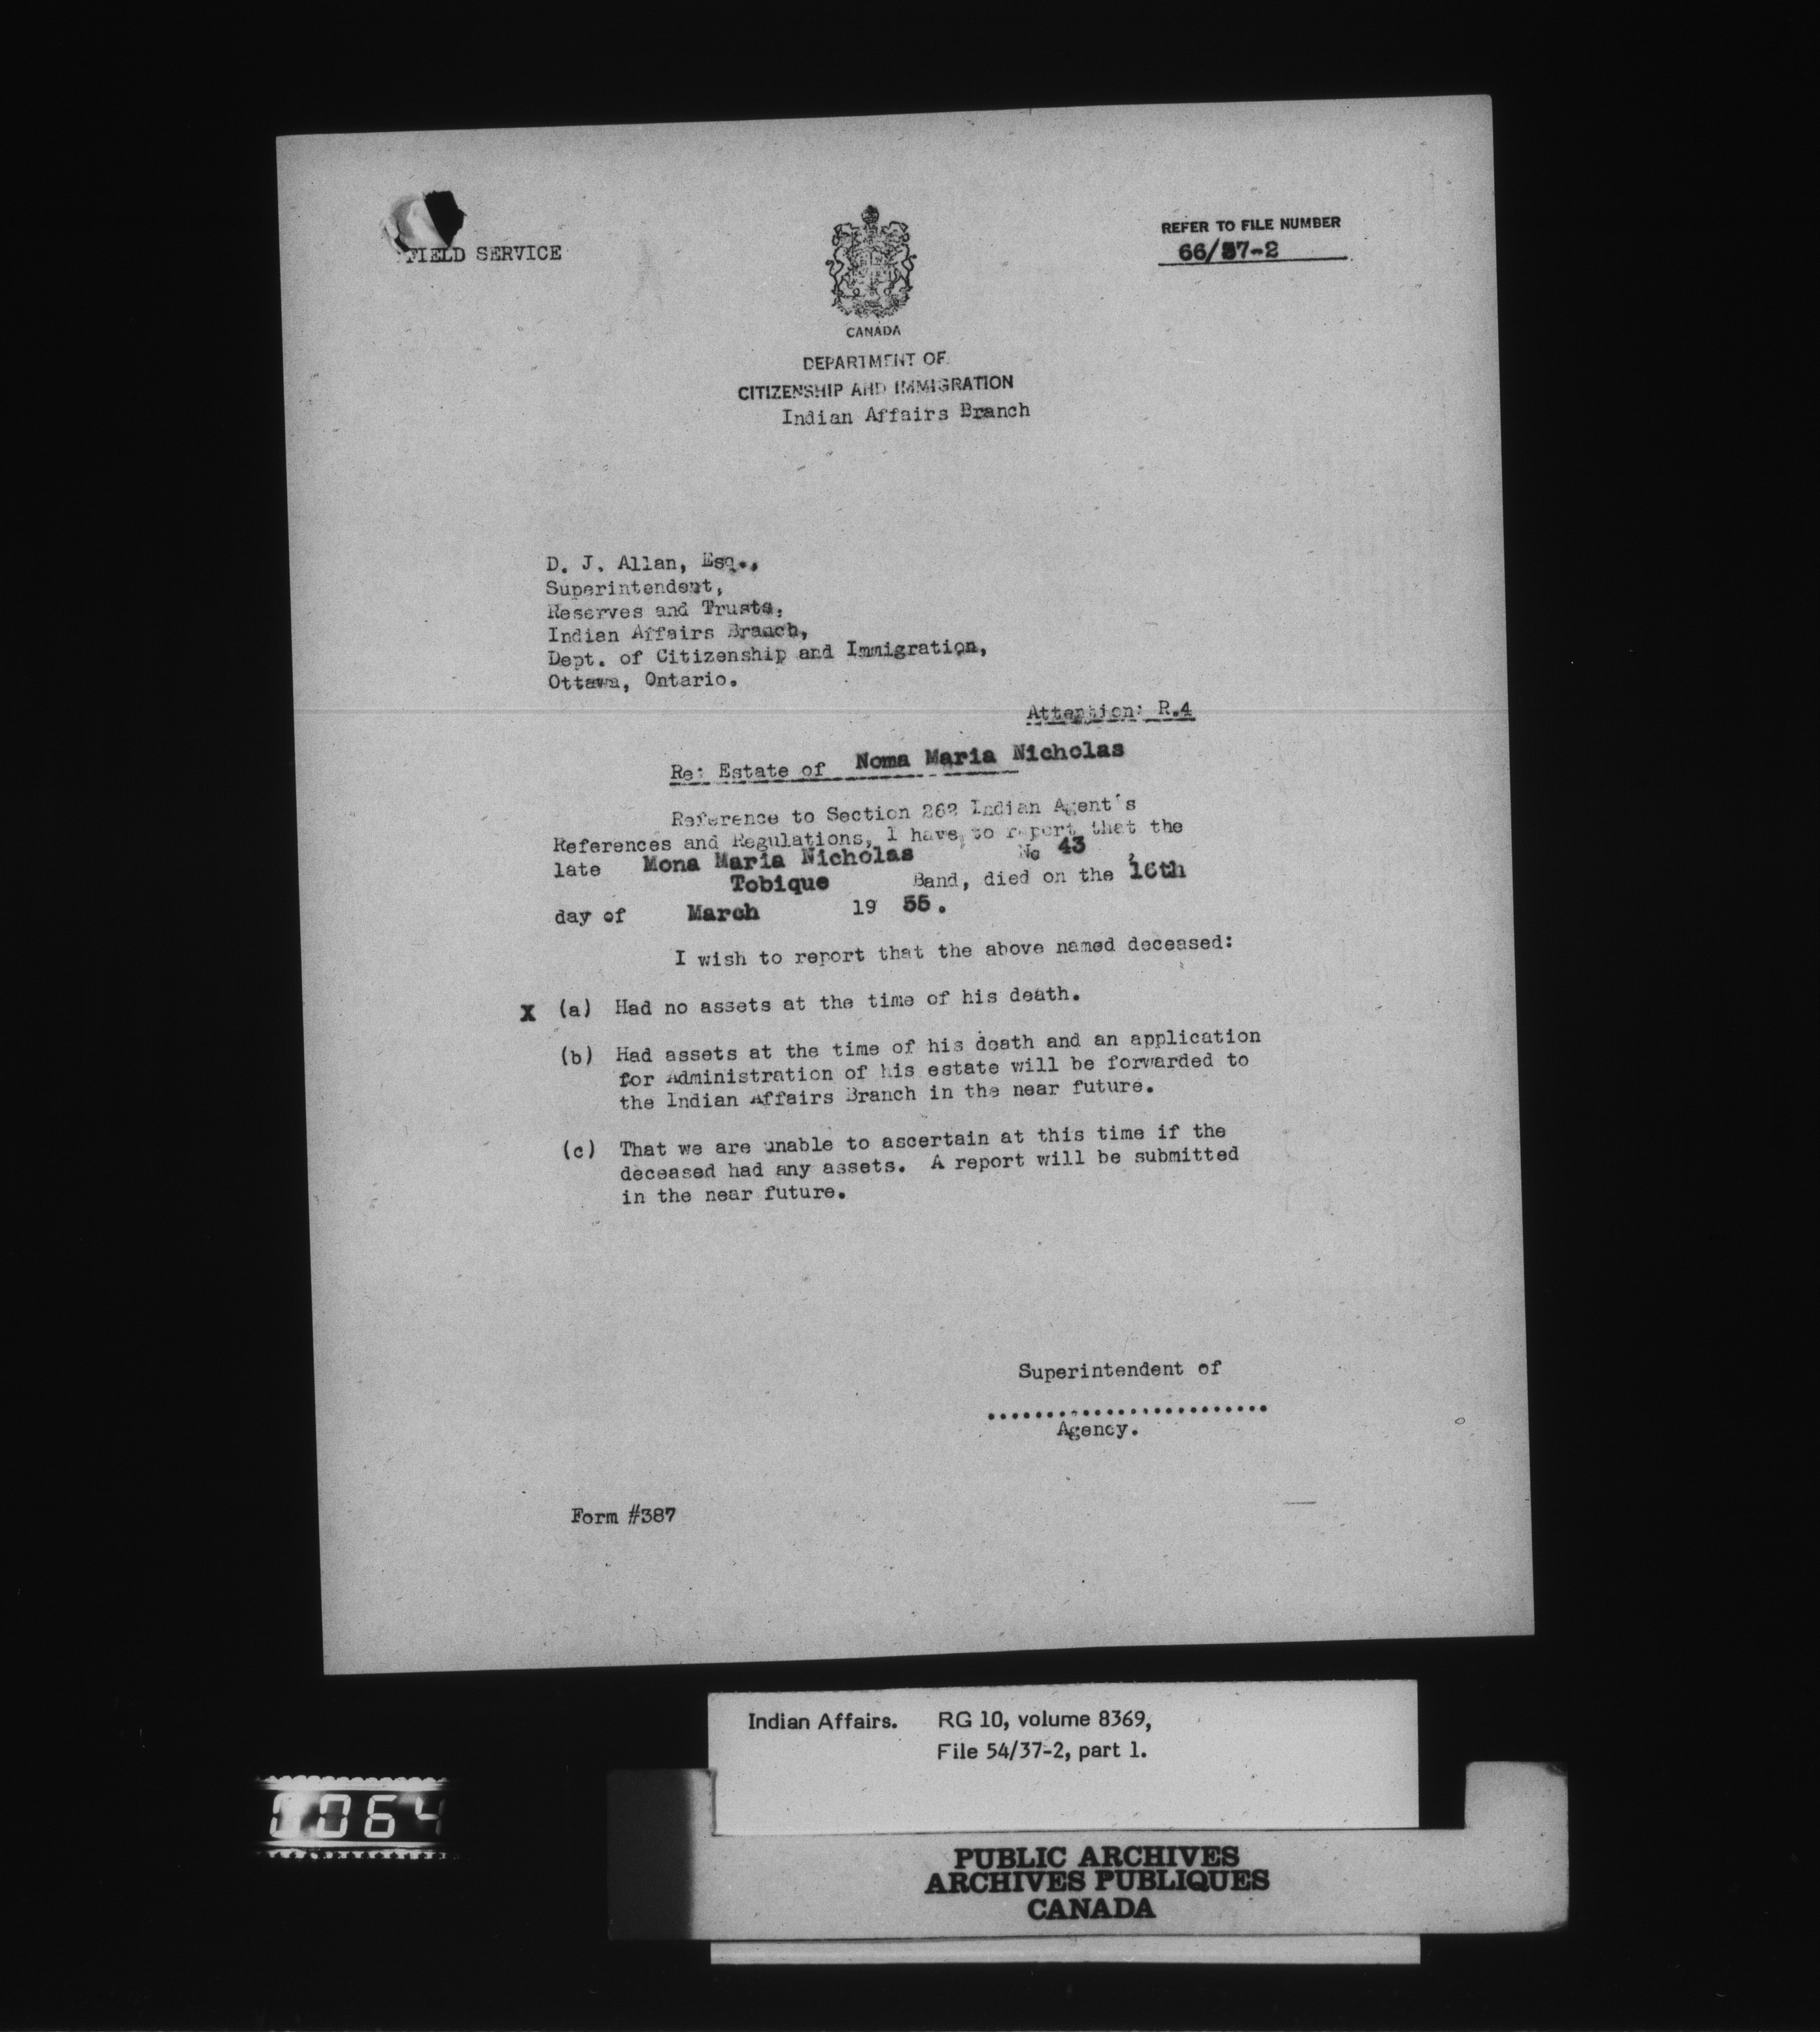 FIELD SERVICE
REFER TO FILE NUMBER
66/37-2
CANADA
DEPARTMENT OF
CITIZENSHIP AND IMMIGRATION
Indian Affairs Branch
D. J. Allan, Esq.,
Superintendent,
Reserves and Trusts,
Indian Affairs Branch,
Dept. of Citizenship and Immigration,
Ottawa, Ontario.
Attention: R.4
Re: Estate of Noma Maria Nicholas
Reference to Section 262 Indian Agent's
References and Regulations, I have to report that the
late Mona Maria Nicholas No 43 ,
Tobique Band, died on the 16th
day of March 19 55.
I wish to report that the above named deceased:
X (a) Had no assets at the time of his death.
(b) Had assets at the time of his death and an application
for Administration of his estate will be forwarded to
the Indian Affairs Branch in the near future.
(c) That we are unable to ascertain at this time if the
deceased had any assets. A report will be submitted
in the near future.
Superintendent of
........................
Agency.
Form #387
Indian Affairs. RG 10, volume 8369,
File 54/37-2, part 1.
0064
PUBLIC ARCHIVES
ARCHIVES PUBLIQUES
CANADA